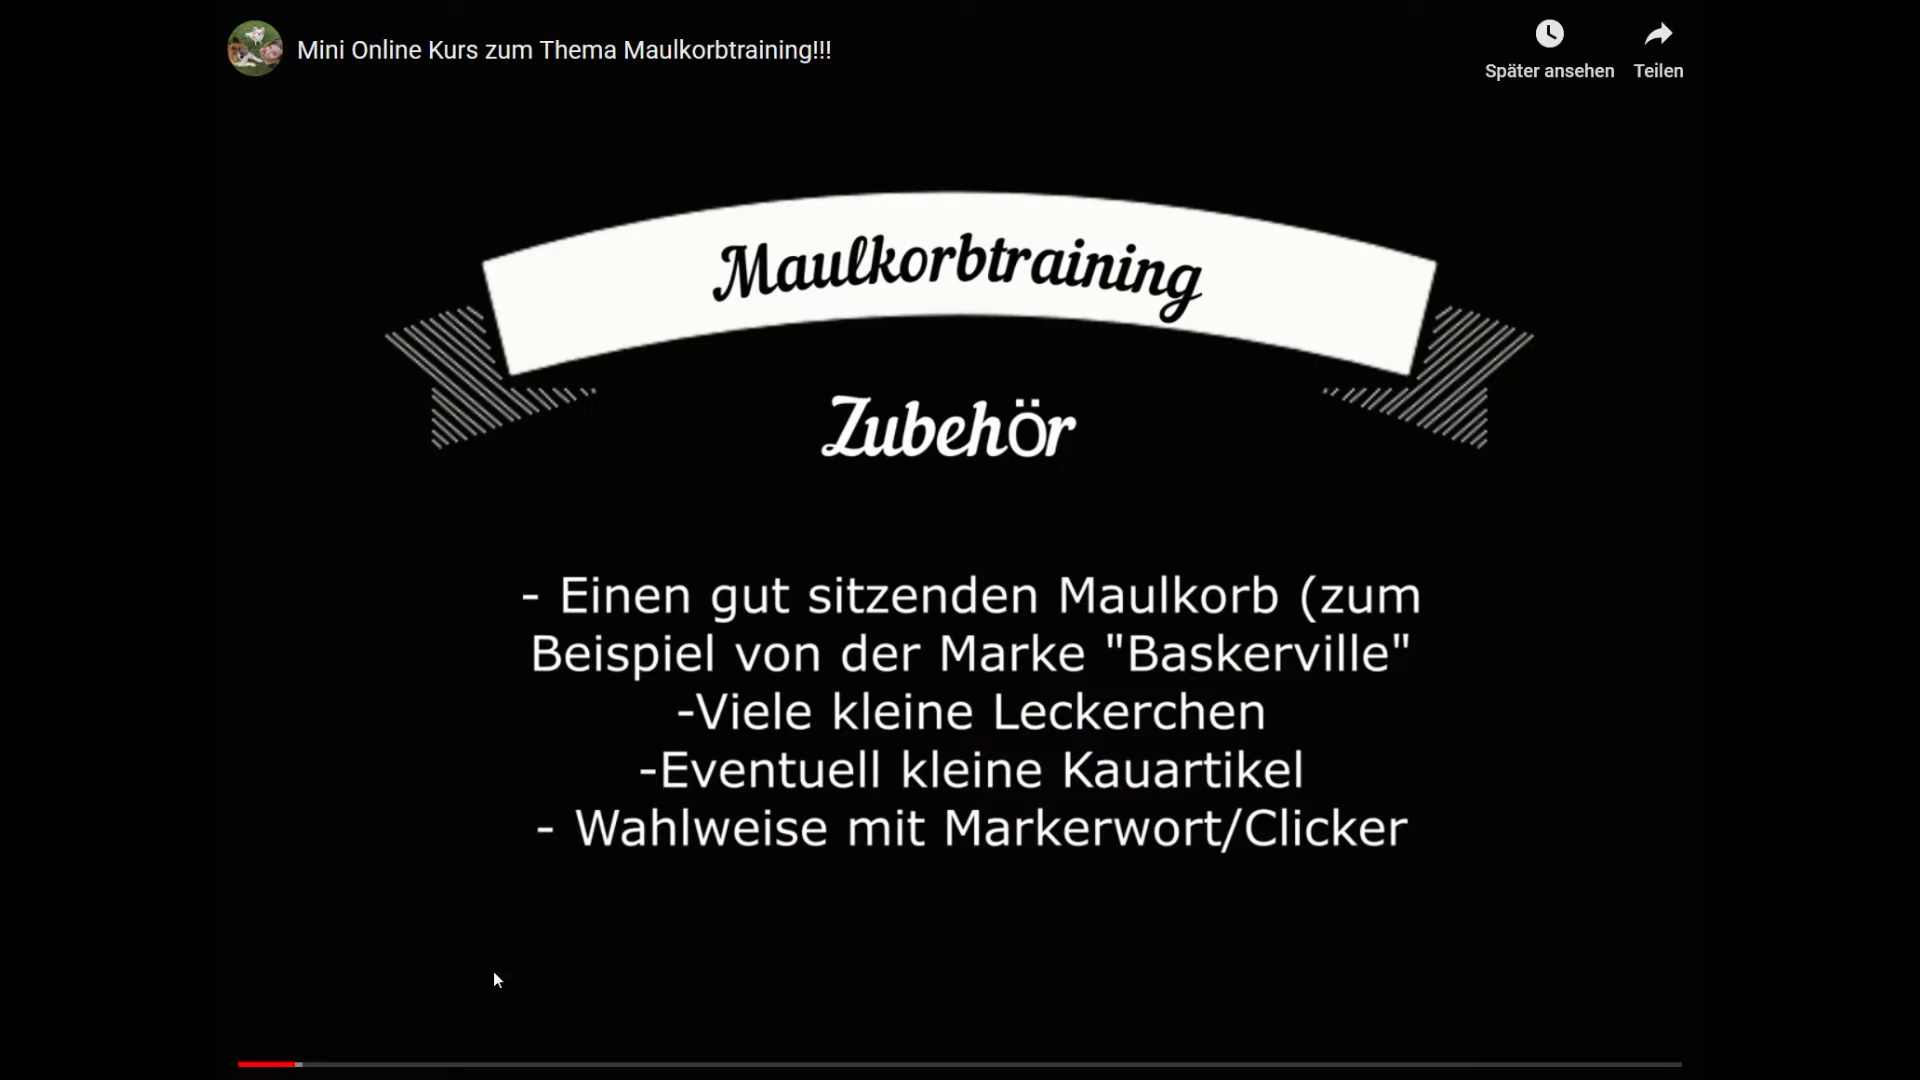 Mini Online Kurs zum Thema Maulkorbtraining!!!
Später ansehen
Teilen
Maulkorbtraining
Zubehör
- Einen gut sitzenden Maulkorb (zum
Beispiel von der Marke "Baskerville"
-Viele kleine Leckerchen
-Eventuell kleine Kauartikel
- Wahlweise mit Markerwort/Clicker